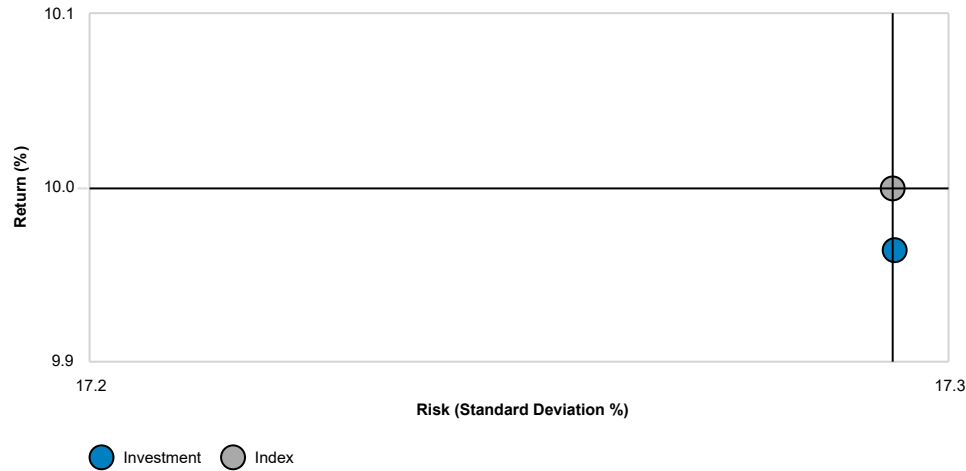 10.1
Return (%)
10.0
9.9
17.2
17.3
Risk (Standard Deviation %)
Investment
Index